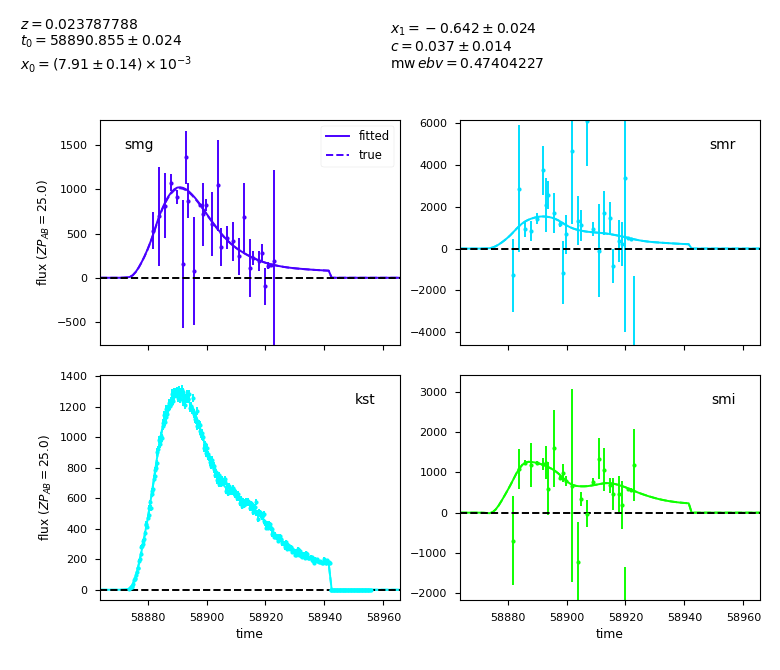 z = 0.023787788
t₀ = 58890.855 ± 0.024
x₀ = (7.91 ± 0.14) × 10⁻³
x₁ = −0.642 ± 0.024
c = 0.037 ± 0.014
mw ebv = 0.47404227
smg
fitted
true
1500
1000
500
0
−500
flux (ZP_AB = 25.0)
smr
6000
4000
2000
0
−2000
−4000
kst
1400
1200
1000
800
600
400
200
0
flux (ZP_AB = 25.0)
58880 58900 58920 58940 58960
time
smi
3000
2000
1000
0
−1000
−2000
58880 58900 58920 58940 58960
time